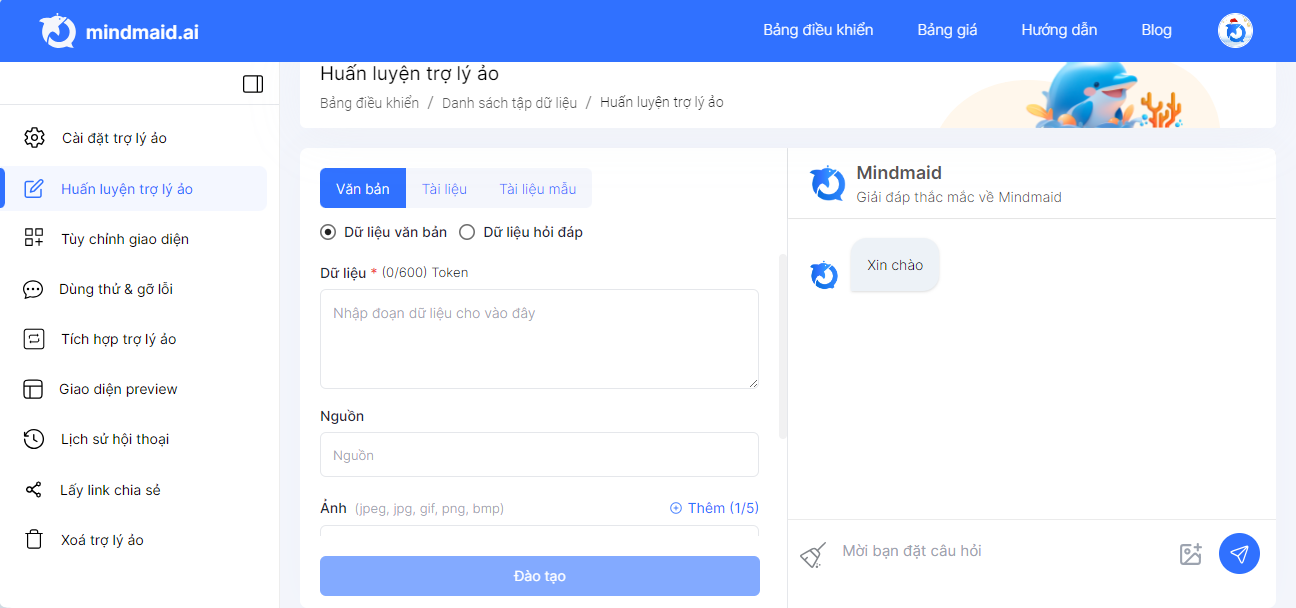 mindmaid.ai
Bảng điều khiển
Bảng giá
Hướng dẫn
Blog
Cài đặt trợ lý ảo
Huấn luyện trợ lý ảo
Tùy chỉnh giao diện
Dùng thử & gỡ lỗi
Tích hợp trợ lý ảo
Giao diện preview
Lịch sử hội thoại
Lấy link chia sẻ
Xoá trợ lý ảo
Huấn luyện trợ lý ảo
Bảng điều khiển / Danh sách tập dữ liệu / Huấn luyện trợ lý ảo
Văn bản
Tài liệu
Tài liệu mẫu
Dữ liệu văn bản
Dữ liệu hỏi đáp
Dữ liệu * (0/600) Token
Nhập đoạn dữ liệu cho vào đây
Nguồn
Nguồn
Ảnh (jpeg, jpg, gif, png, bmp)
Thêm (1/5)
Đào tạo
Mindmaid
Giải đáp thắc mắc về Mindmaid
Xin chào
Mời bạn đặt câu hỏi